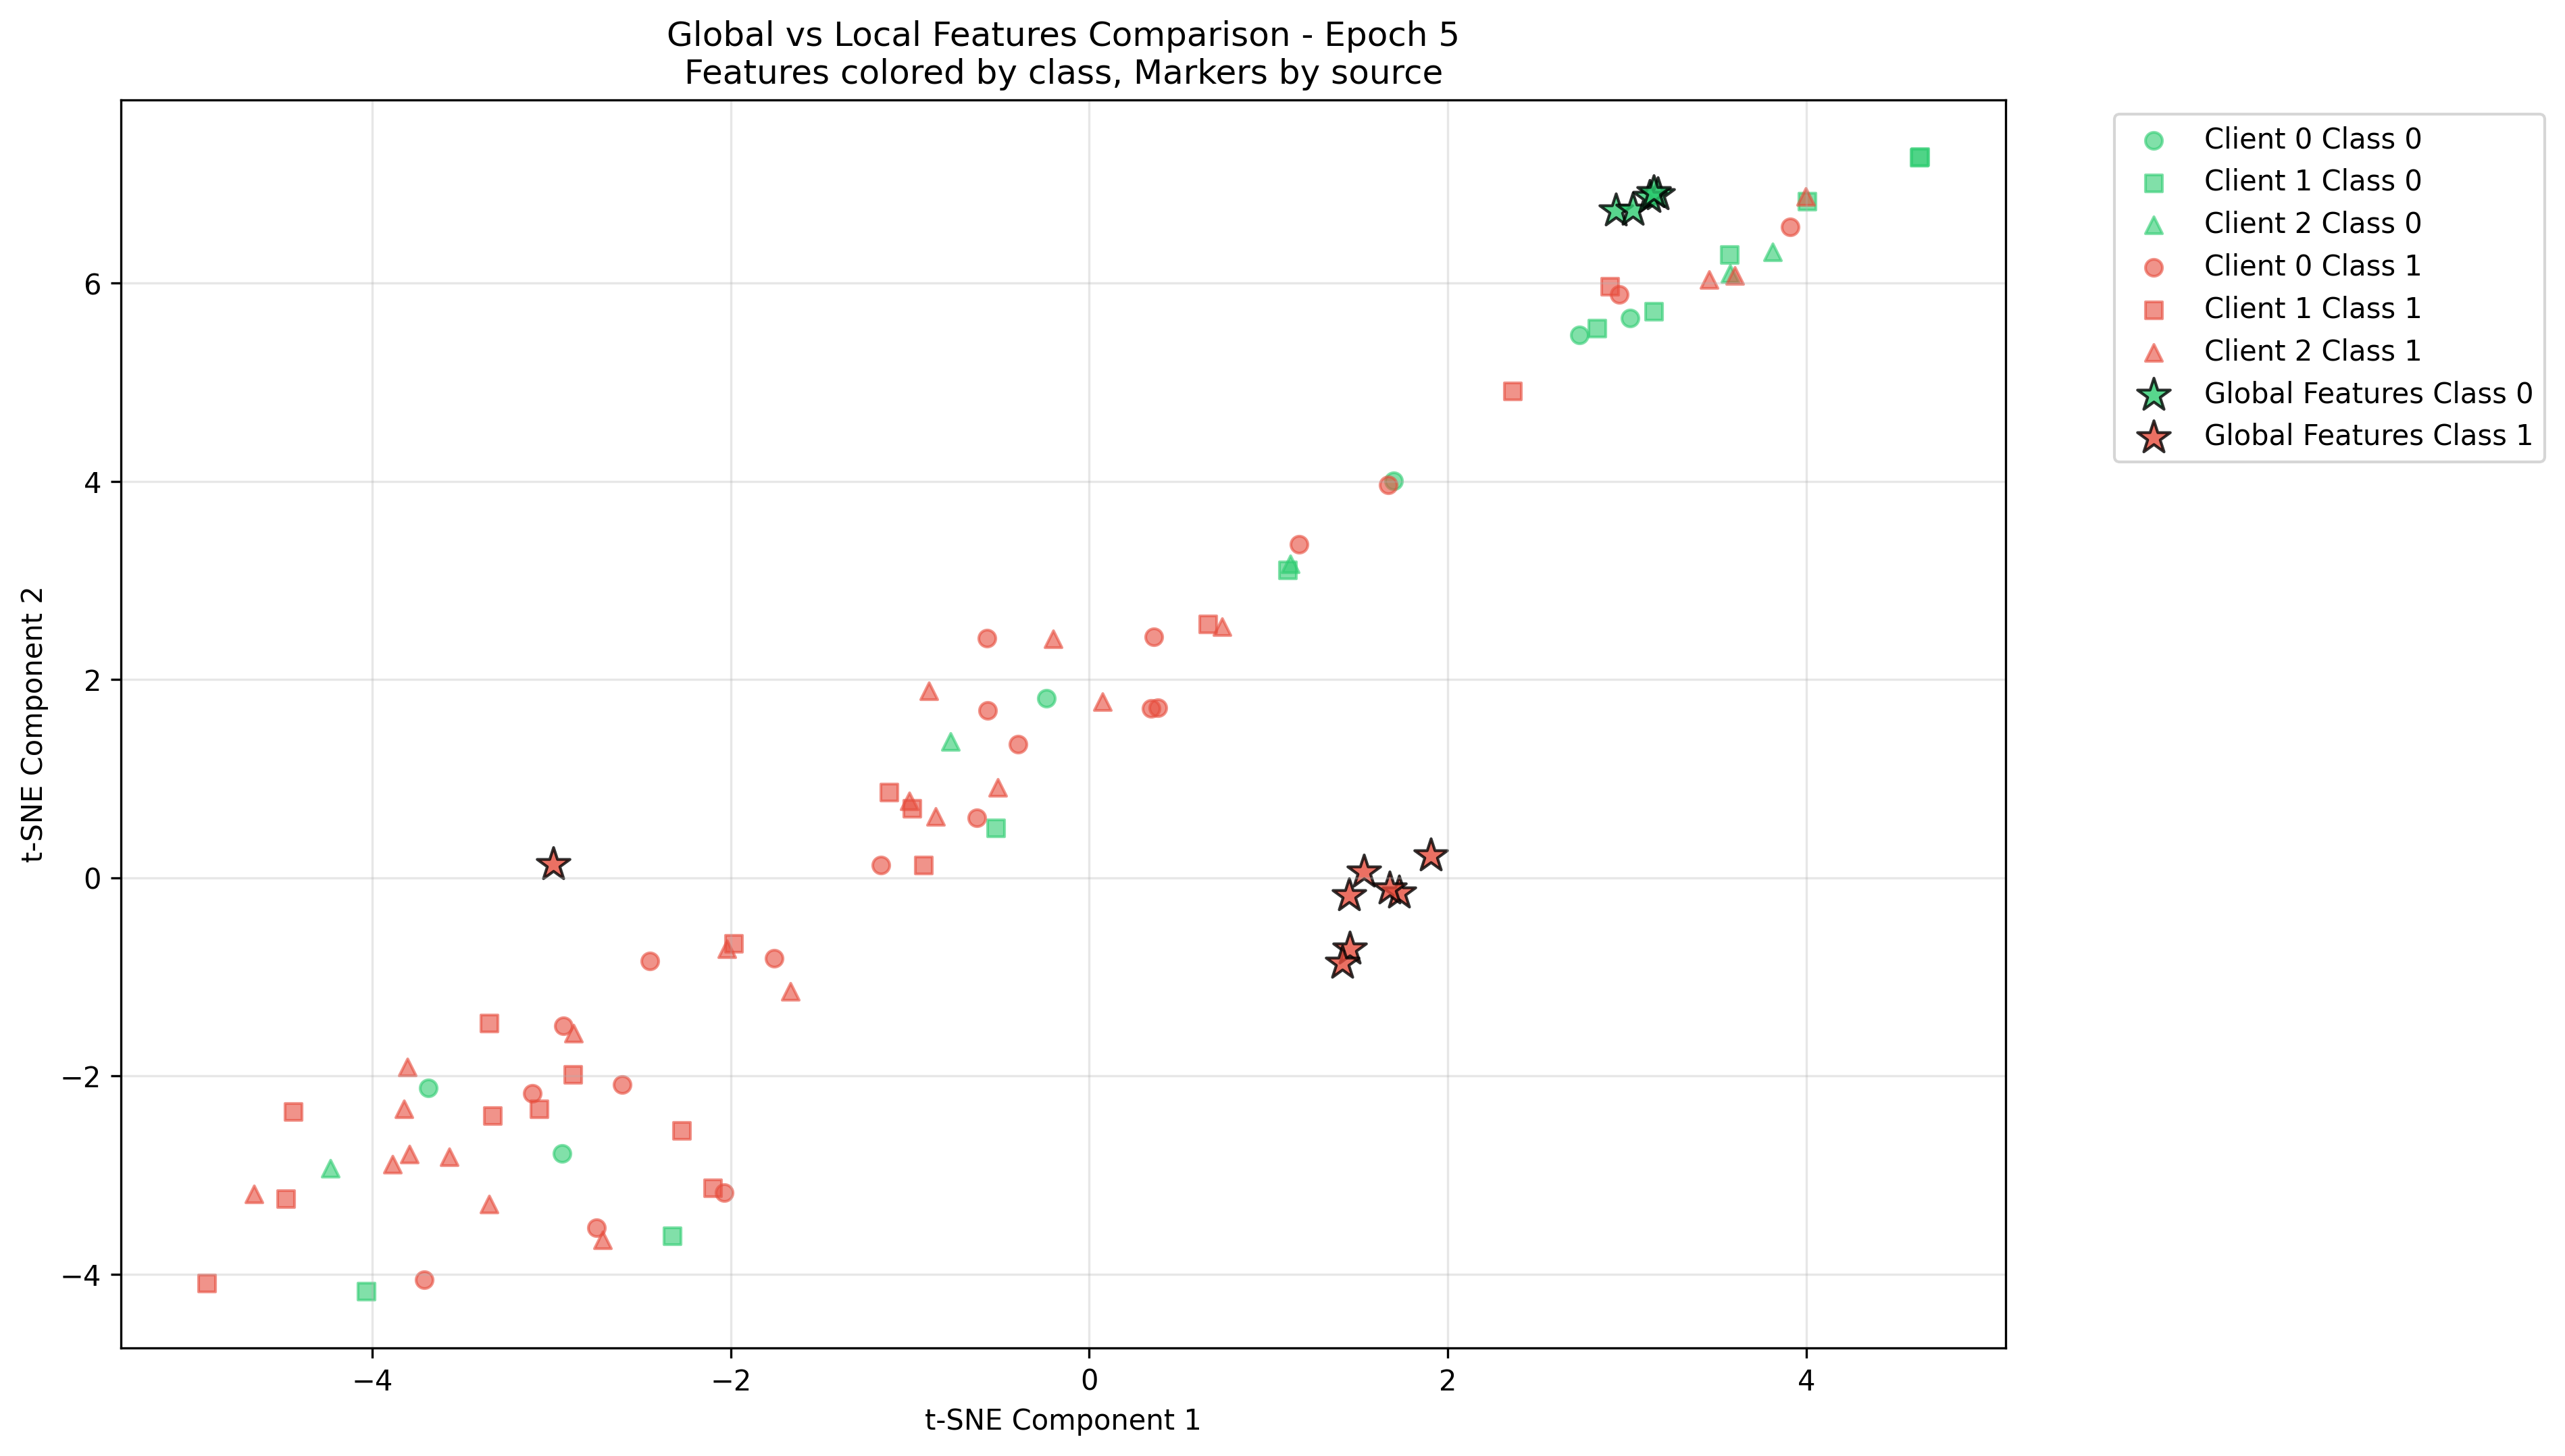 Global vs Local Features Comparison - Epoch 5
Features colored by class, Markers by source
Client 0 Class 0
Client 1 Class 0
Client 2 Class 0
Client 0 Class 1
Client 1 Class 1
Client 2 Class 1
Global Features Class 0
Global Features Class 1
t-SNE Component 2
6
4
2
0
−2
−4
−4
−2
0
2
4
t-SNE Component 1